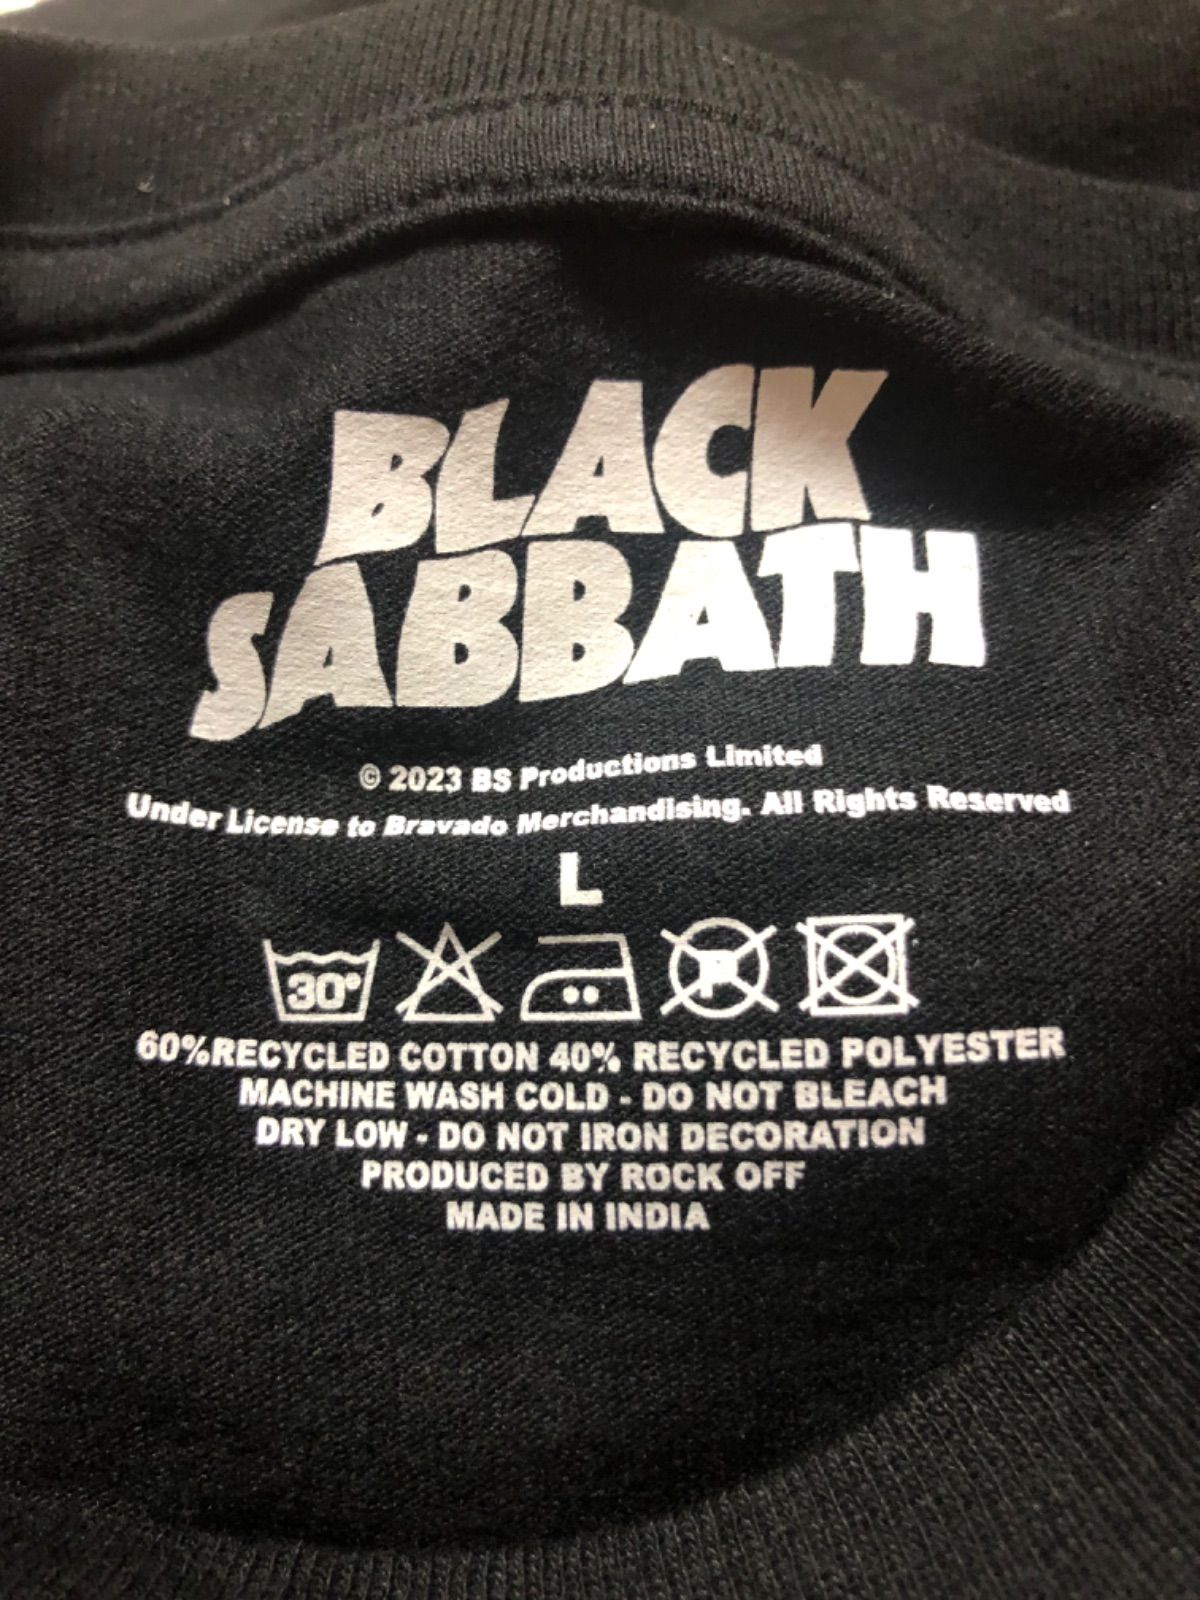 BLACK
SABBATH
© 2023 BS Productions Limited
Under License to Bravado Merchandising. All Rights Reserved
L
30° P
60%RECYCLED COTTON 40% RECYCLED POLYESTER
MACHINE WASH COLD - DO NOT BLEACH
DRY LOW - DO NOT IRON DECORATION
PRODUCED BY ROCK OFF
MADE IN INDIA